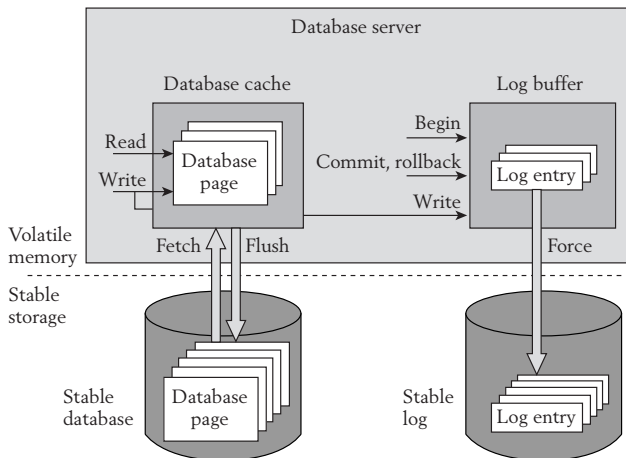 Database server
Database cache
Log buffer
Read
Write
Database
page
Begin
Commit, rollback
Write
Log entry
Volatile
memory
Fetch
Flush
Force
Stable
storage
Stable
database
Database
page
Stable
log
Log entry